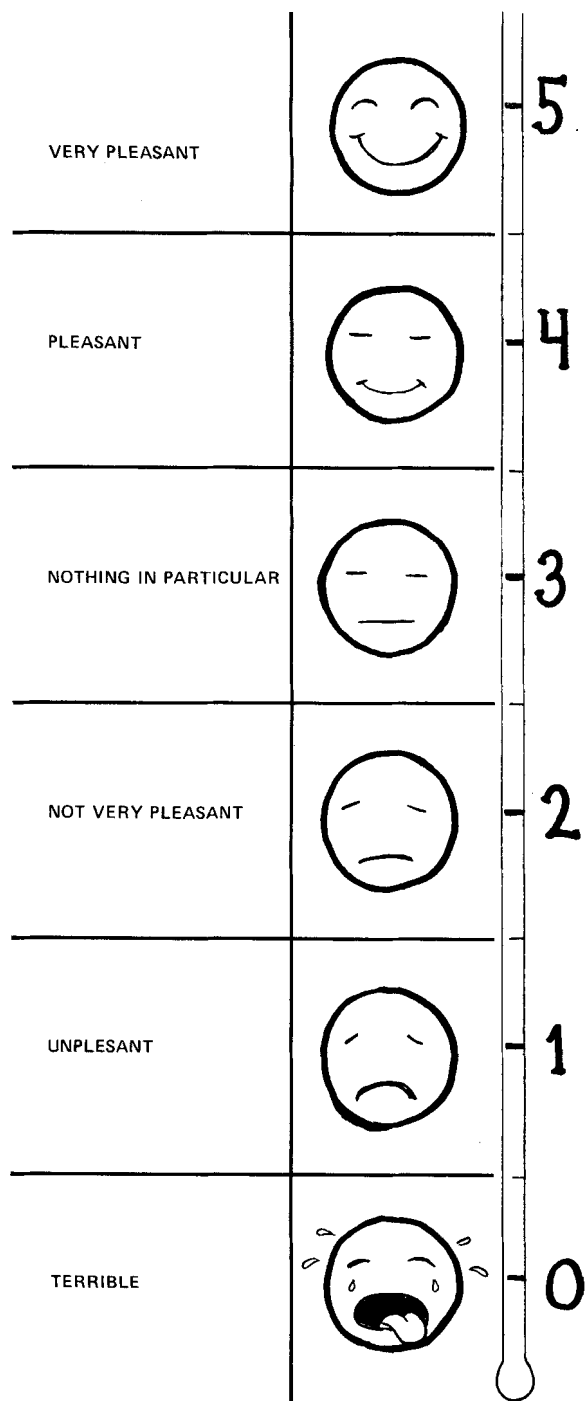 VERY PLEASANT
5
PLEASANT
4
NOTHING IN PARTICULAR
3
NOT VERY PLEASANT
2
UNPLESANT
1
TERRIBLE
0